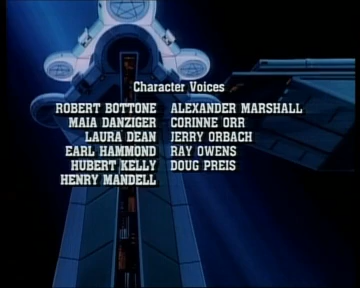 Character Voices
ROBERT BOTTONE ALEXANDER MARSHALL
MAIA DANZIGER CORINNE ORR
LAURA DEAN JERRY ORBACH
EARL HAMMOND RAY OWENS
HUBERT KELLY DOUG PREIS
HENRY MANDELL